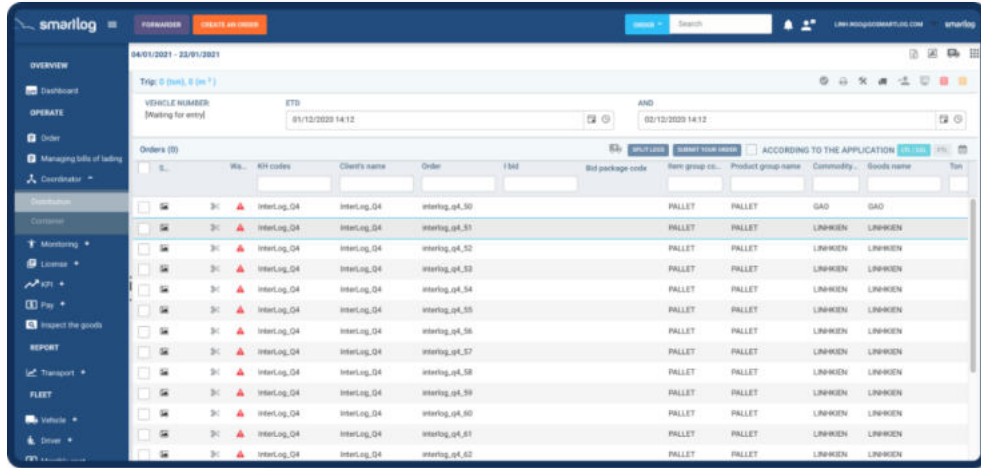 smartlog
FORWARDER CREATE AN ORDER
ORDER Search
smartlog
04/01/2021 - 22/01/2021
OVERVIEW
Dashboard
OPERATE
Order
Managing bills of lading
Coordinator
Distribution
Container
Monitoring +
License +
KPI +
Pay +
Inspect the goods
REPORT
Transport +
FLEET
Vehicle +
Driver +
Trip: 0 (ton), 0 (m³)
VEHICLE NUMBER: ETD AND
[Waiting for entry] 01/12/2020 14:12 02/12/2020 14:12
Orders (0) SPLIT LESS SUBMIT YOUR ORDER ACCORDING TO THE APPLICATION FTL
S... Wa... KH codes Client's name Order I bid Bid package code Item group co... Product group name Commodity... Goods name Ton
InterLog_Q4 InterLog_Q4 interlog_q4_50 PALLET PALLET GAO GAO
InterLog_Q4 InterLog_Q4 interlog_q4_51 PALLET PALLET LINHKIEN LINHKIEN
InterLog_Q4 InterLog_Q4 interlog_q4_52 PALLET PALLET LINHKIEN LINHKIEN
InterLog_Q4 InterLog_Q4 interlog_q4_53 PALLET PALLET LINHKIEN LINHKIEN
InterLog_Q4 InterLog_Q4 interlog_q4_54 PALLET PALLET LINHKIEN LINHKIEN
InterLog_Q4 InterLog_Q4 interlog_q4_55 PALLET PALLET LINHKIEN LINHKIEN
InterLog_Q4 InterLog_Q4 interlog_q4_56 PALLET PALLET LINHKIEN LINHKIEN
InterLog_Q4 InterLog_Q4 interlog_q4_57 PALLET PALLET LINHKIEN LINHKIEN
InterLog_Q4 InterLog_Q4 interlog_q4_58 PALLET PALLET LINHKIEN LINHKIEN
InterLog_Q4 InterLog_Q4 interlog_q4_59 PALLET PALLET LINHKIEN LINHKIEN
InterLog_Q4 InterLog_Q4 interlog_q4_60 PALLET PALLET LINHKIEN LINHKIEN
InterLog_Q4 InterLog_Q4 interlog_q4_61 PALLET PALLET LINHKIEN LINHKIEN
InterLog_Q4 InterLog_Q4 interlog_q4_62 PALLET PALLET LINHKIEN LINHKIEN